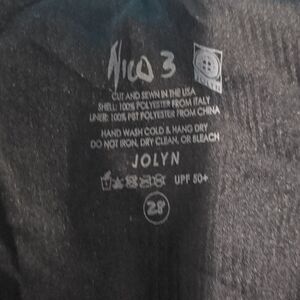 Nico 3
CUT AND SEWN IN THE USA
SHELL: 100% POLYESTER FROM ITALY
LINER: 100% PBT POLYESTER FROM CHINA
HAND WASH COLD & HANG DRY
DO NOT IRON, DRY CLEAN, OR BLEACH
JOLYN
UPF 50+
28